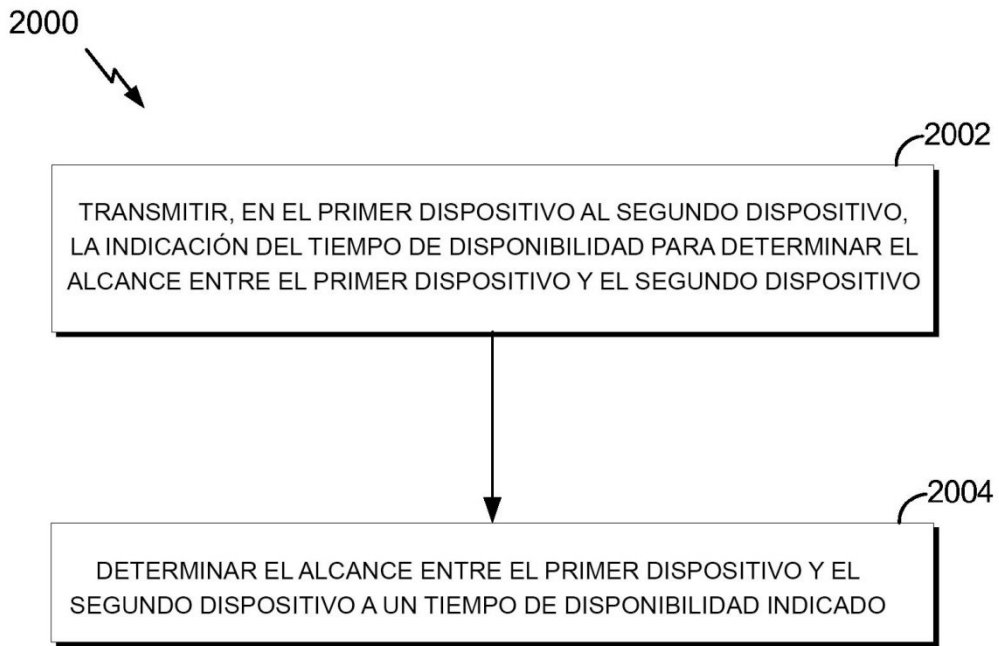 2000
2002
TRANSMITIR, EN EL PRIMER DISPOSITIVO AL SEGUNDO DISPOSITIVO,
LA INDICACIÓN DEL TIEMPO DE DISPONIBILIDAD PARA DETERMINAR EL
ALCANCE ENTRE EL PRIMER DISPOSITIVO Y EL SEGUNDO DISPOSITIVO
2004
DETERMINAR EL ALCANCE ENTRE EL PRIMER DISPOSITIVO Y EL
SEGUNDO DISPOSITIVO A UN TIEMPO DE DISPONIBILIDAD INDICADO